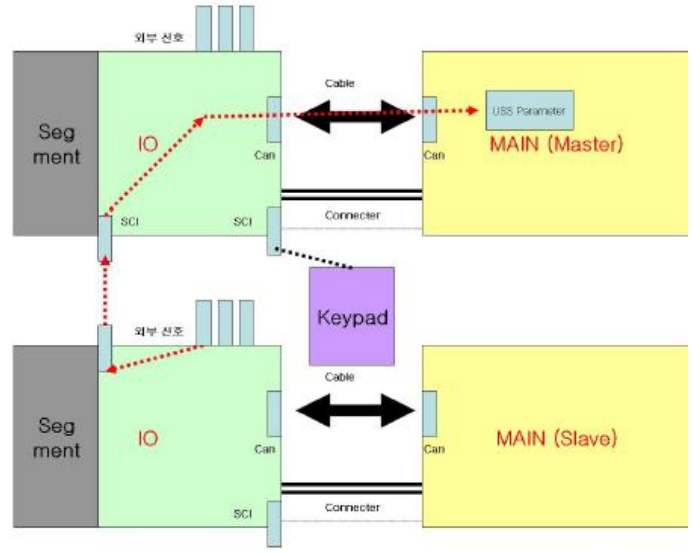 외부 신호
Cable
USS Parameter
Seg
ment
IO
MAIN (Master)
Can
Can
SCI
SCI
Connecter
Keypad
외부 신호
Cable
Seg
ment
IO
MAIN (Slave)
Can
Can
SCI
Connecter